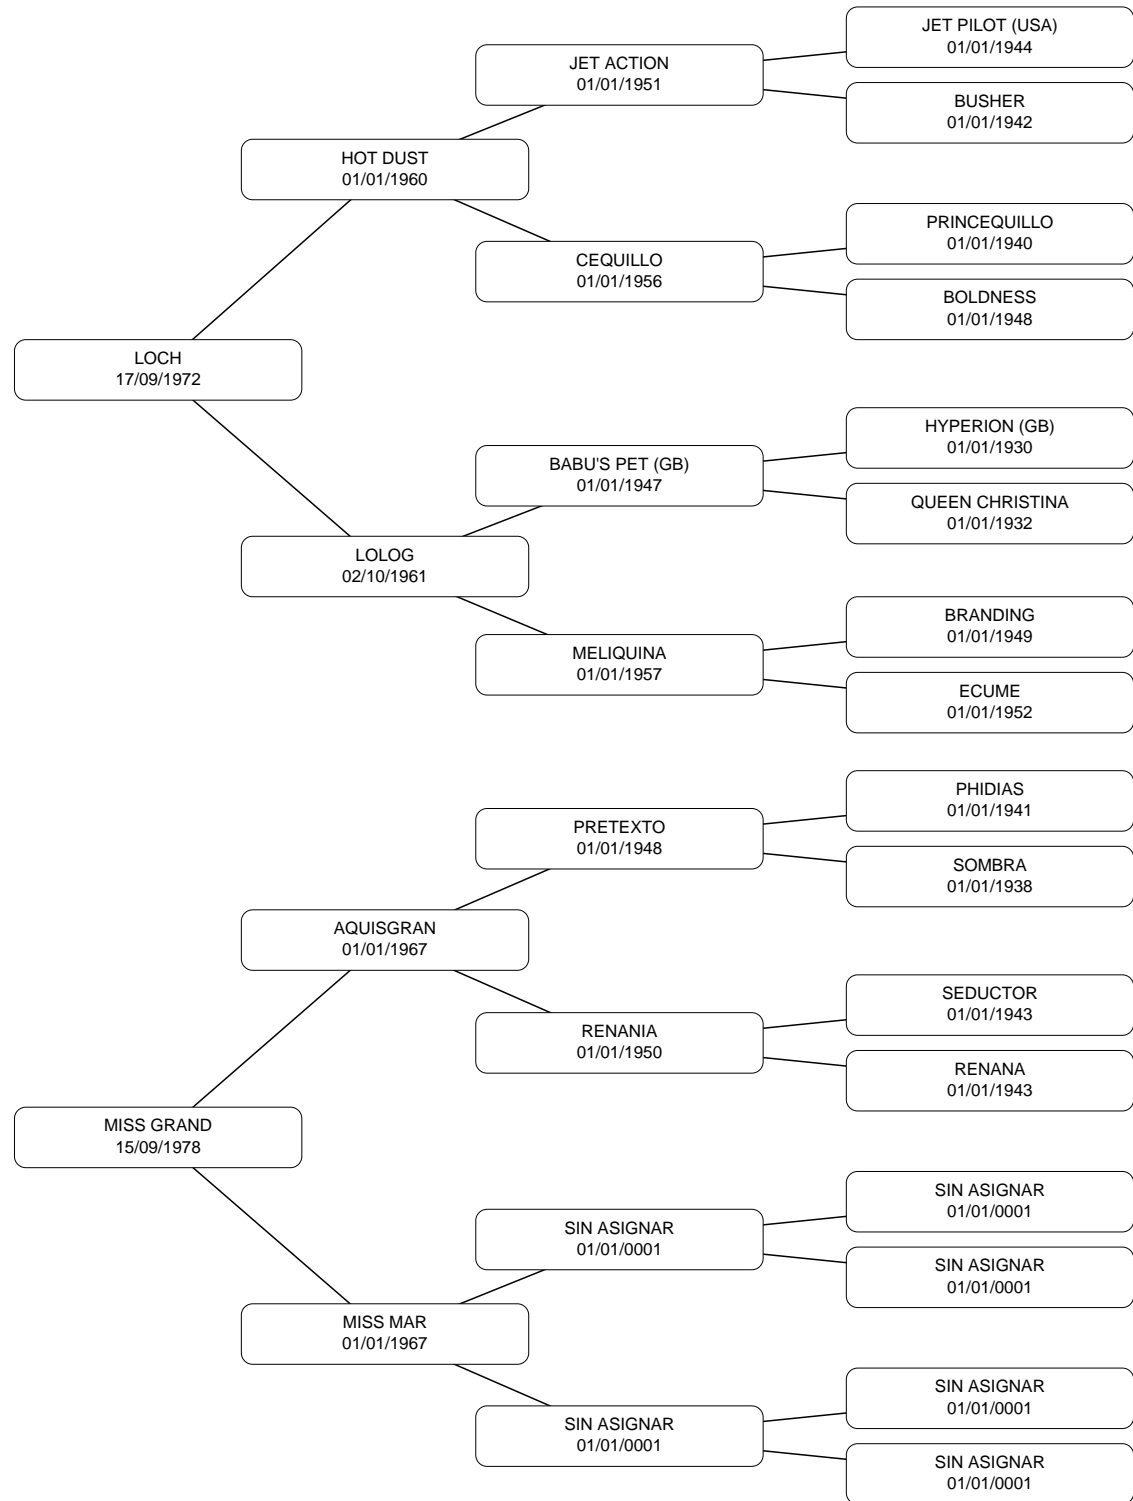 JET PILOT (USA)
01/01/1944
JET ACTION
01/01/1951
BUSHER
01/01/1942
HOT DUST
01/01/1960
PRINCEQUILLO
01/01/1940
CEQUILLO
01/01/1956
BOLDNESS
01/01/1948
LOCH
17/09/1972
HYPERION (GB)
01/01/1930
BABU'S PET (GB)
01/01/1947
QUEEN CHRISTINA
01/01/1932
LOLOG
02/10/1961
BRANDING
01/01/1949
MELIQUINA
01/01/1957
ECUME
01/01/1952
PHIDIAS
01/01/1941
PRETEXTO
01/01/1948
SOMBRA
01/01/1938
AQUISGRAN
01/01/1967
SEDUCTOR
01/01/1943
RENANIA
01/01/1950
RENANA
01/01/1943
MISS GRAND
15/09/1978
SIN ASIGNAR
01/01/0001
SIN ASIGNAR
01/01/0001
SIN ASIGNAR
01/01/0001
MISS MAR
01/01/1967
SIN ASIGNAR
01/01/0001
SIN ASIGNAR
01/01/0001
SIN ASIGNAR
01/01/0001